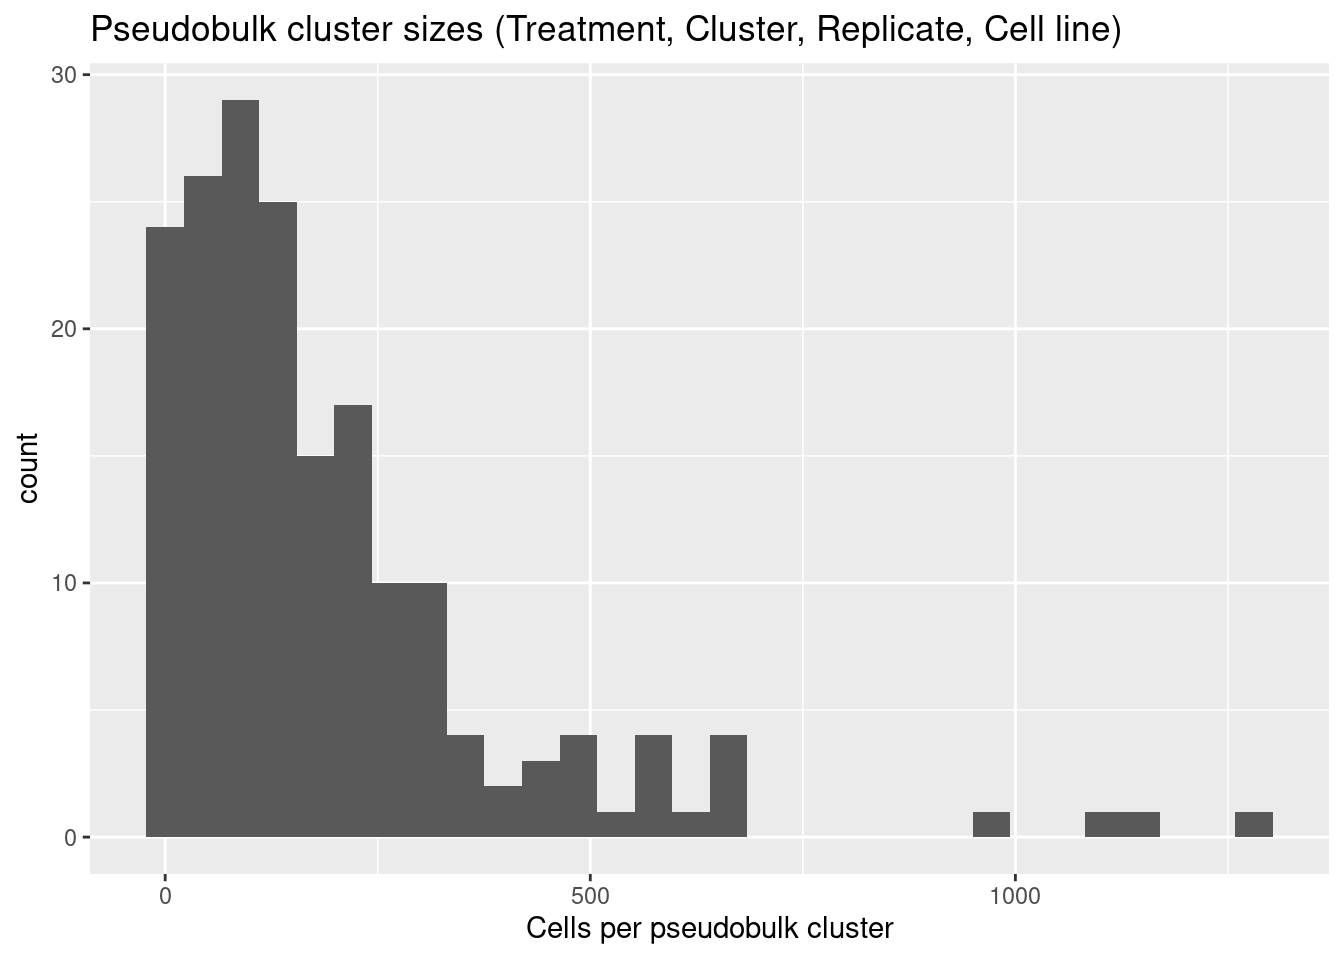 Pseudobulk cluster sizes (Treatment, Cluster, Replicate, Cell line)
30
20
10
0
count
0 500 1000
Cells per pseudobulk cluster